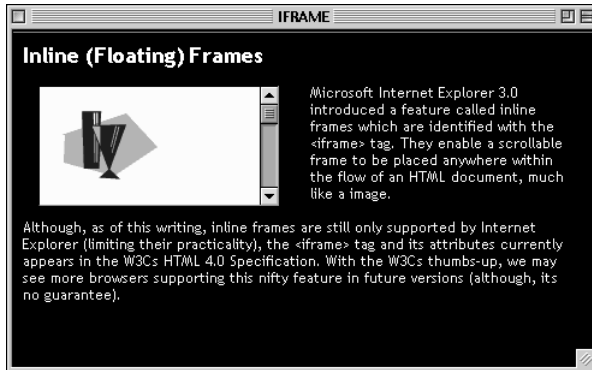 IFRAME
Inline (Floating) Frames
Microsoft Internet Explorer 3.0
introduced a feature called inline
frames which are identified with the
<iframe> tag. They enable a scrollable
frame to be placed anywhere within
the flow of an HTML document, much
like a image.
Although, as of this writing, inline frames are still only supported by Internet
Explorer (limiting their practicality), the <iframe> tag and its attributes currently
appears in the W3Cs HTML 4.0 Specification. With the W3Cs thumbs-up, we may
see more browsers supporting this nifty feature in future versions (although, its
no guarantee).